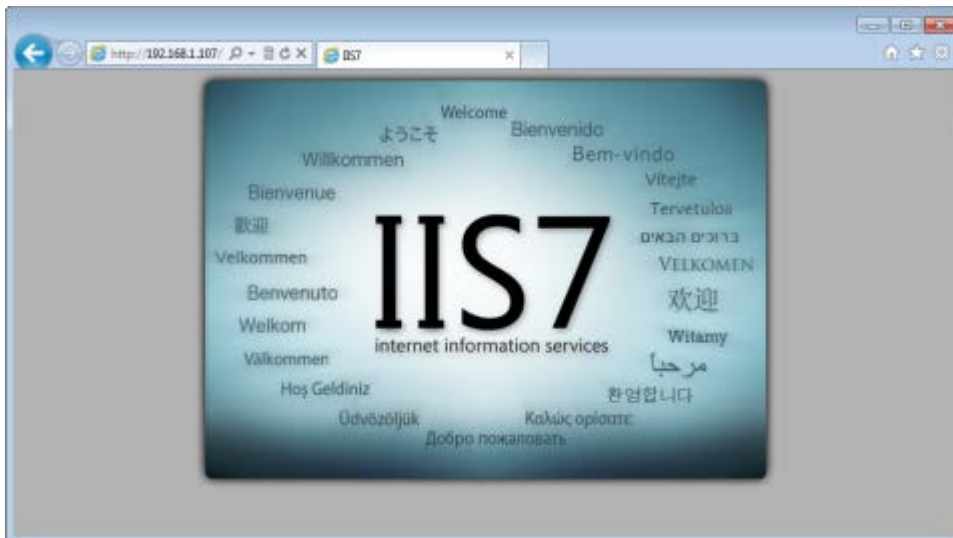 http://192.168.1.107/
IIS7
Welcome
ようこそ
Bienvenido
Willkommen
Bem-vindo
Bienvenue
Vítejte
歡迎
Tervetuloa
ברוכים הבאים
Velkommen
VELKOMEN
Benvenuto
欢迎
Welkom
Witamy
Välkommen
مرحباً
Hoş Geldiniz
환영합니다
Üdvözöljük
Καλώς ορίσατε
Добро пожаловать
IIS7
internet information services